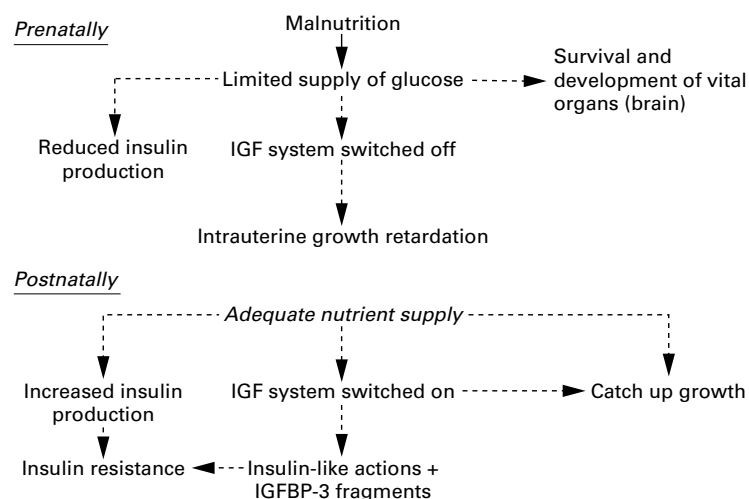 Prenatally
Malnutrition
Limited supply of glucose
Survival and
development of vital
organs (brain)
Reduced insulin
production
IGF system switched off
Intrauterine growth retardation
Postnatally
Adequate nutrient supply
Increased insulin
production
IGF system switched on
Catch up growth
Insulin resistance
Insulin-like actions +
IGFBP-3 fragments